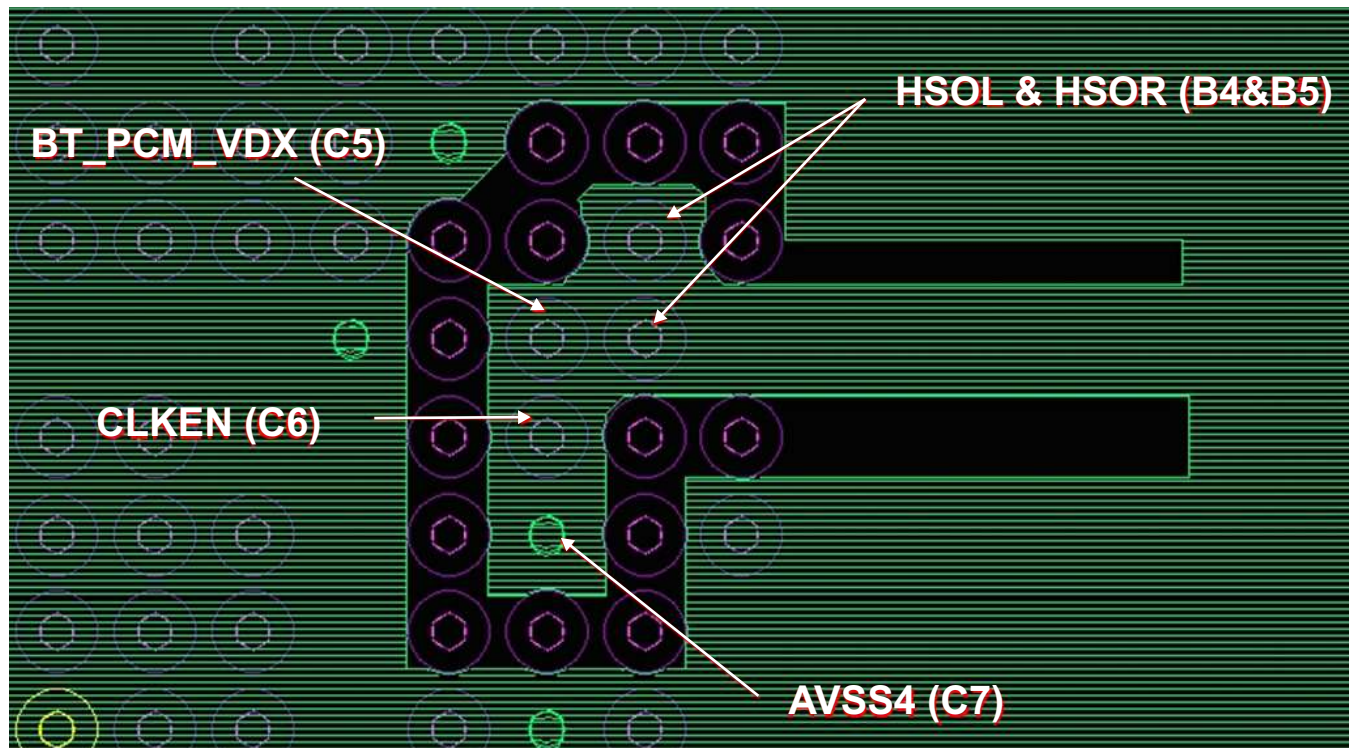 HSOL & HSOR (B4&B5)
BT_PCM_VDX (C5)
CLKEN (C6)
AVSS4 (C7)